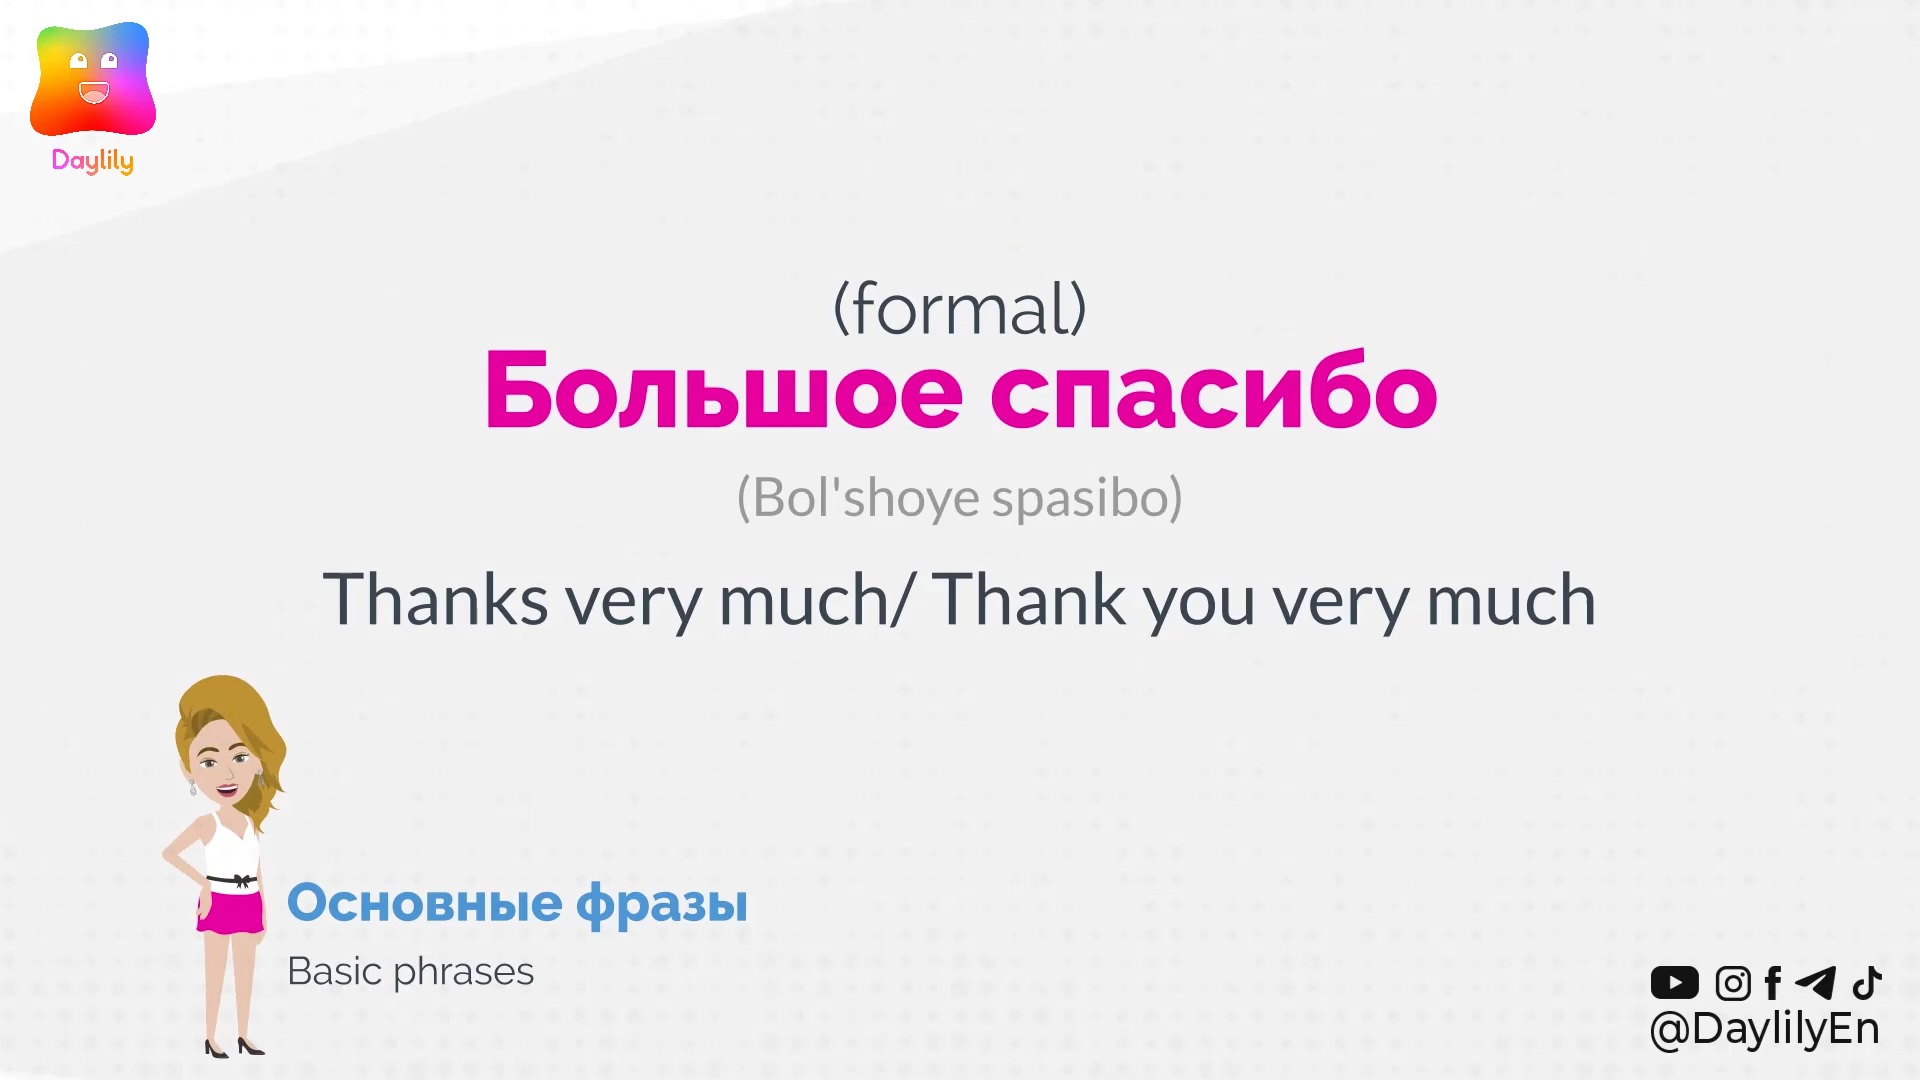 Daylily
(formal)
Большое спасибо
(Bol'shoye spasibo)
Thanks very much/ Thank you very much
Основные фразы
Basic phrases
@DaylilyEn